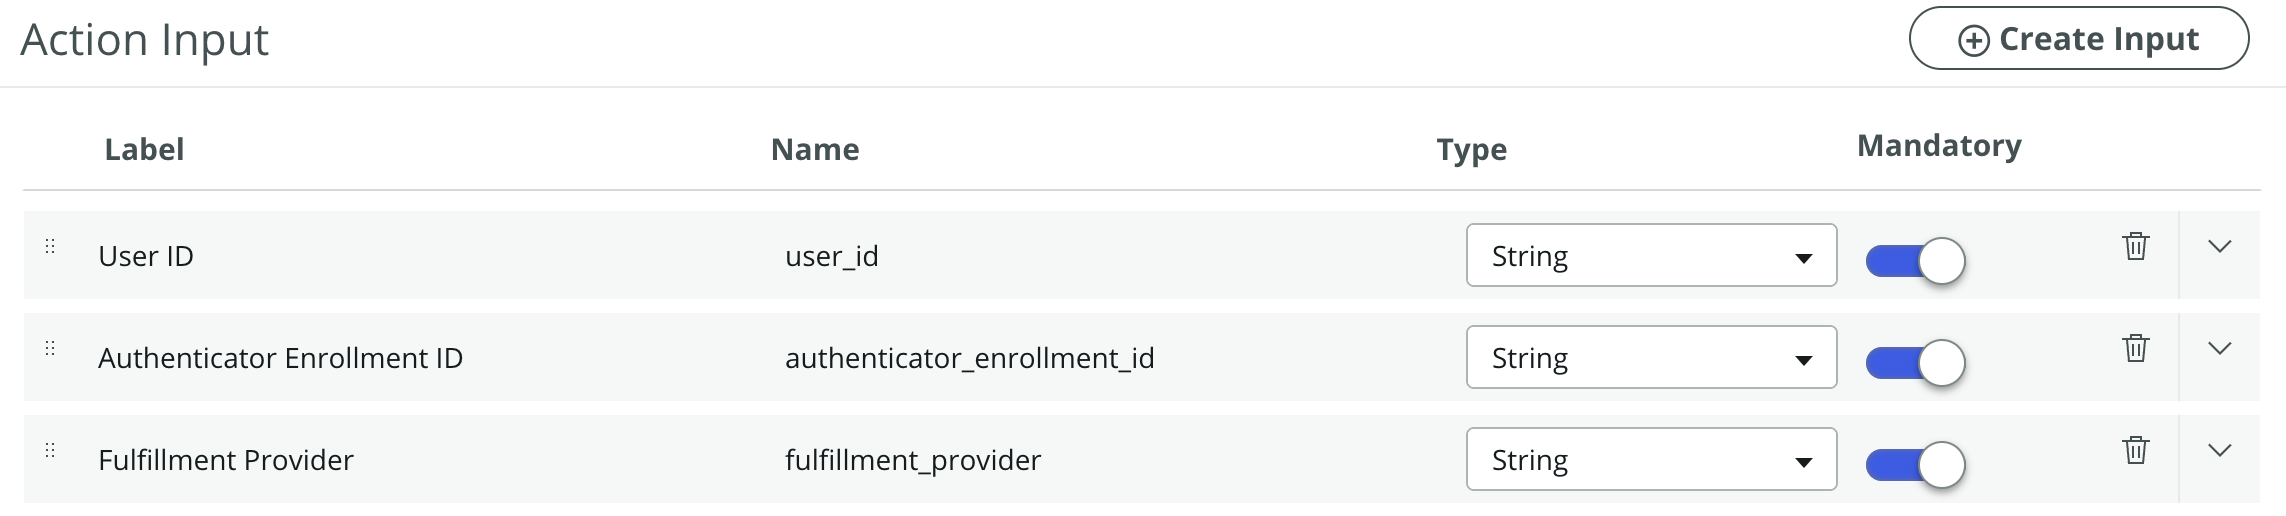 Action Input
Create Input
Label Name Type Mandatory
User ID user_id String
Authenticator Enrollment ID authenticator_enrollment_id String
Fulfillment Provider fulfillment_provider String